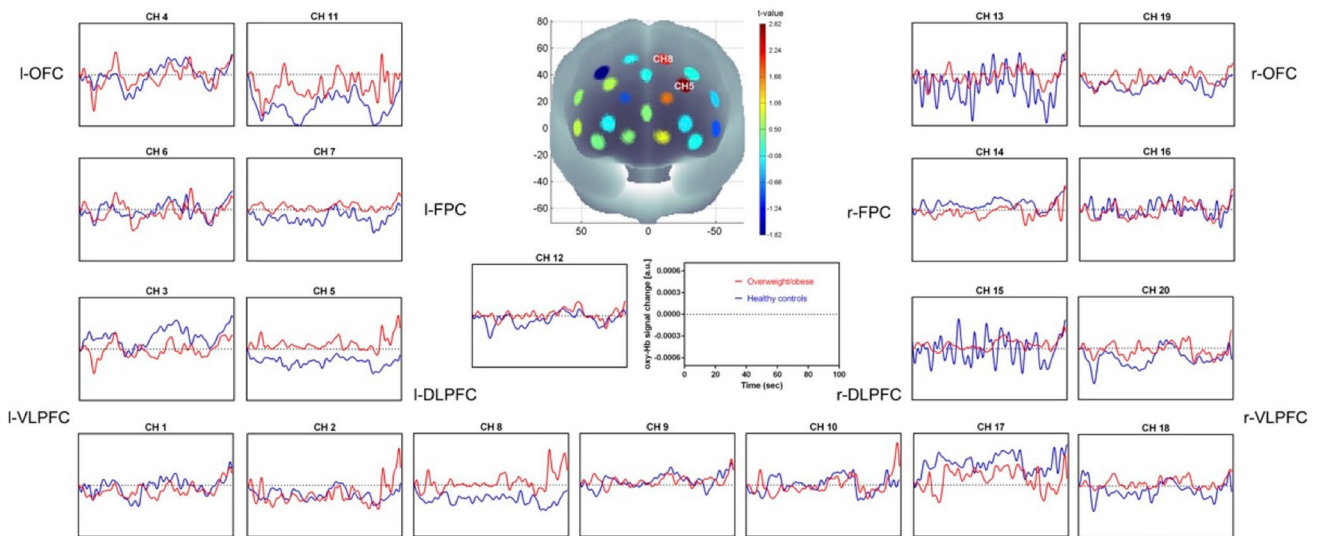 CH 4
CH 11
l-OFC
CH 6
CH 7
l-FPC
CH 3
CH 5
l-DLPFC
l-VLPFC
CH 1
CH 2
CH 8
CH 9
CH 10
CH 17
CH 18
t-value
2.82
2.24
1.66
1.08
0.50
-0.08
-0.66
-1.24
-1.82
80
60
40
20
0
-20
-40
-60
50
0
-50
CH8
CH5
CH 12
oxy-Hb signal change [a.u.]
0.0006
0.0003
0.0000
-0.0003
-0.0006
Overweight/obese
Healthy controls
0 20 40 60 80 100
Time (sec)
CH 13
CH 19
r-OFC
CH 14
CH 16
r-FPC
CH 15
CH 20
r-DLPFC
r-VLPFC